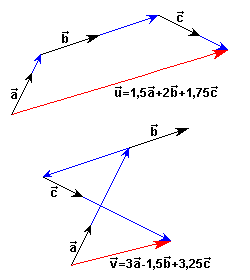 c⃗
b⃗
a⃗
u⃗=1,5a⃗+2b⃗+1,75c⃗
b⃗
c⃗
a⃗
v⃗=3a⃗-1,5b⃗+3,25c⃗